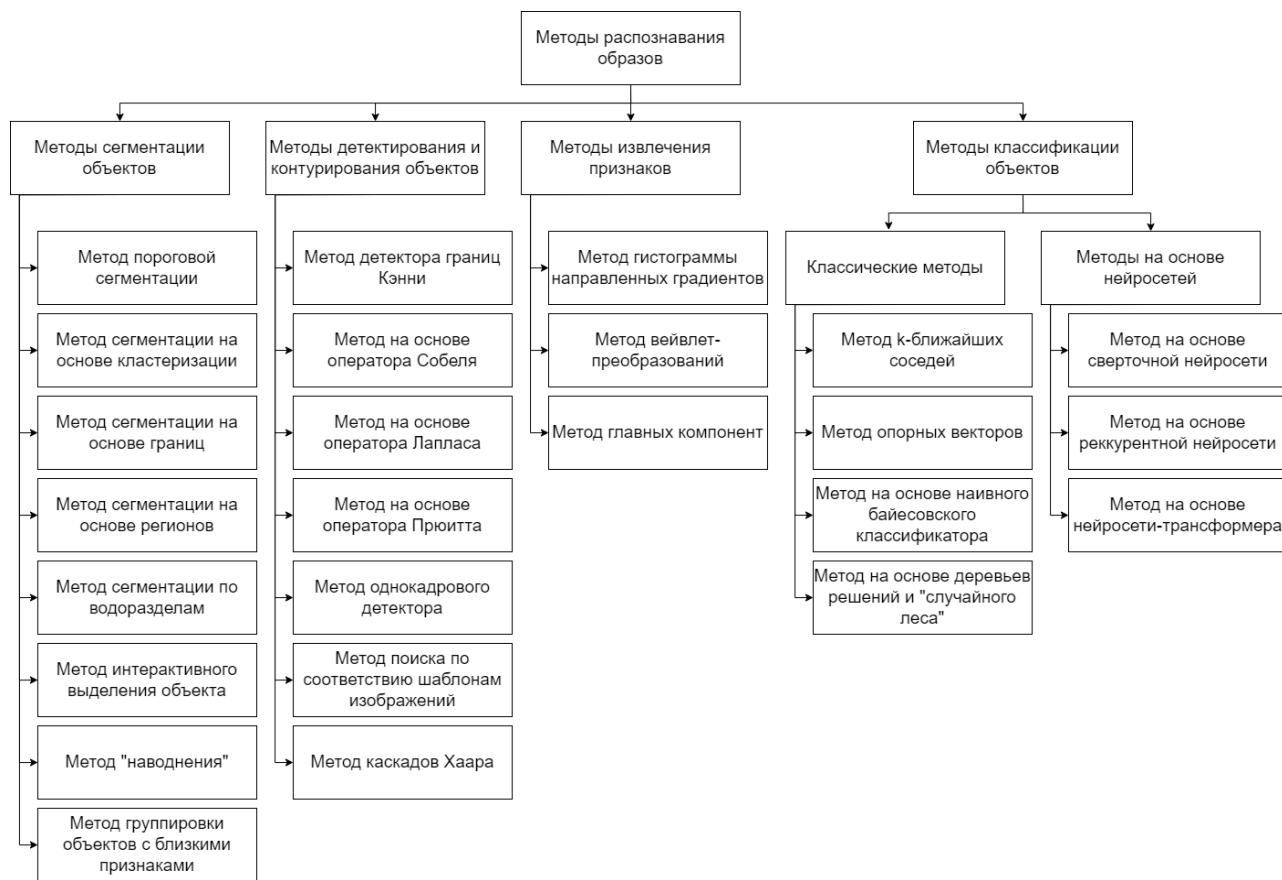 Методы распознавания
образов
Методы сегментации
объектов
Методы детектирования и
контурирования объектов
Методы извлечения
признаков
Методы классификации
объектов
Метод пороговой
сегментации
Метод сегментации на
основе кластеризации
Метод сегментации на
основе границ
Метод сегментации на
основе регионов
Метод сегментации по
водоразделам
Метод интерактивного
выделения объекта
Метод "наводнения"
Метод группировки
объектов с близкими
признаками
Метод детектора границ
Кэнни
Метод на основе
оператора Собеля
Метод на основе
оператора Лапласа
Метод на основе
оператора Прюитта
Метод однокадрового
детектора
Метод поиска по
соответствию шаблонам
изображений
Метод каскадов Хаара
Метод гистограммы
направленных градиентов
Метод вейвлет-
преобразований
Метод главных компонент
Классические методы
Метод k-ближайших
соседей
Метод опорных векторов
Метод на основе наивного
байесовского
классификатора
Метод на основе деревьев
решений и "случайного
леса"
Методы на основе
нейросетей
Метод на основе
сверточной нейросети
Метод на основе
реккурентной нейросети
Метод на основе
нейросети-трансформера